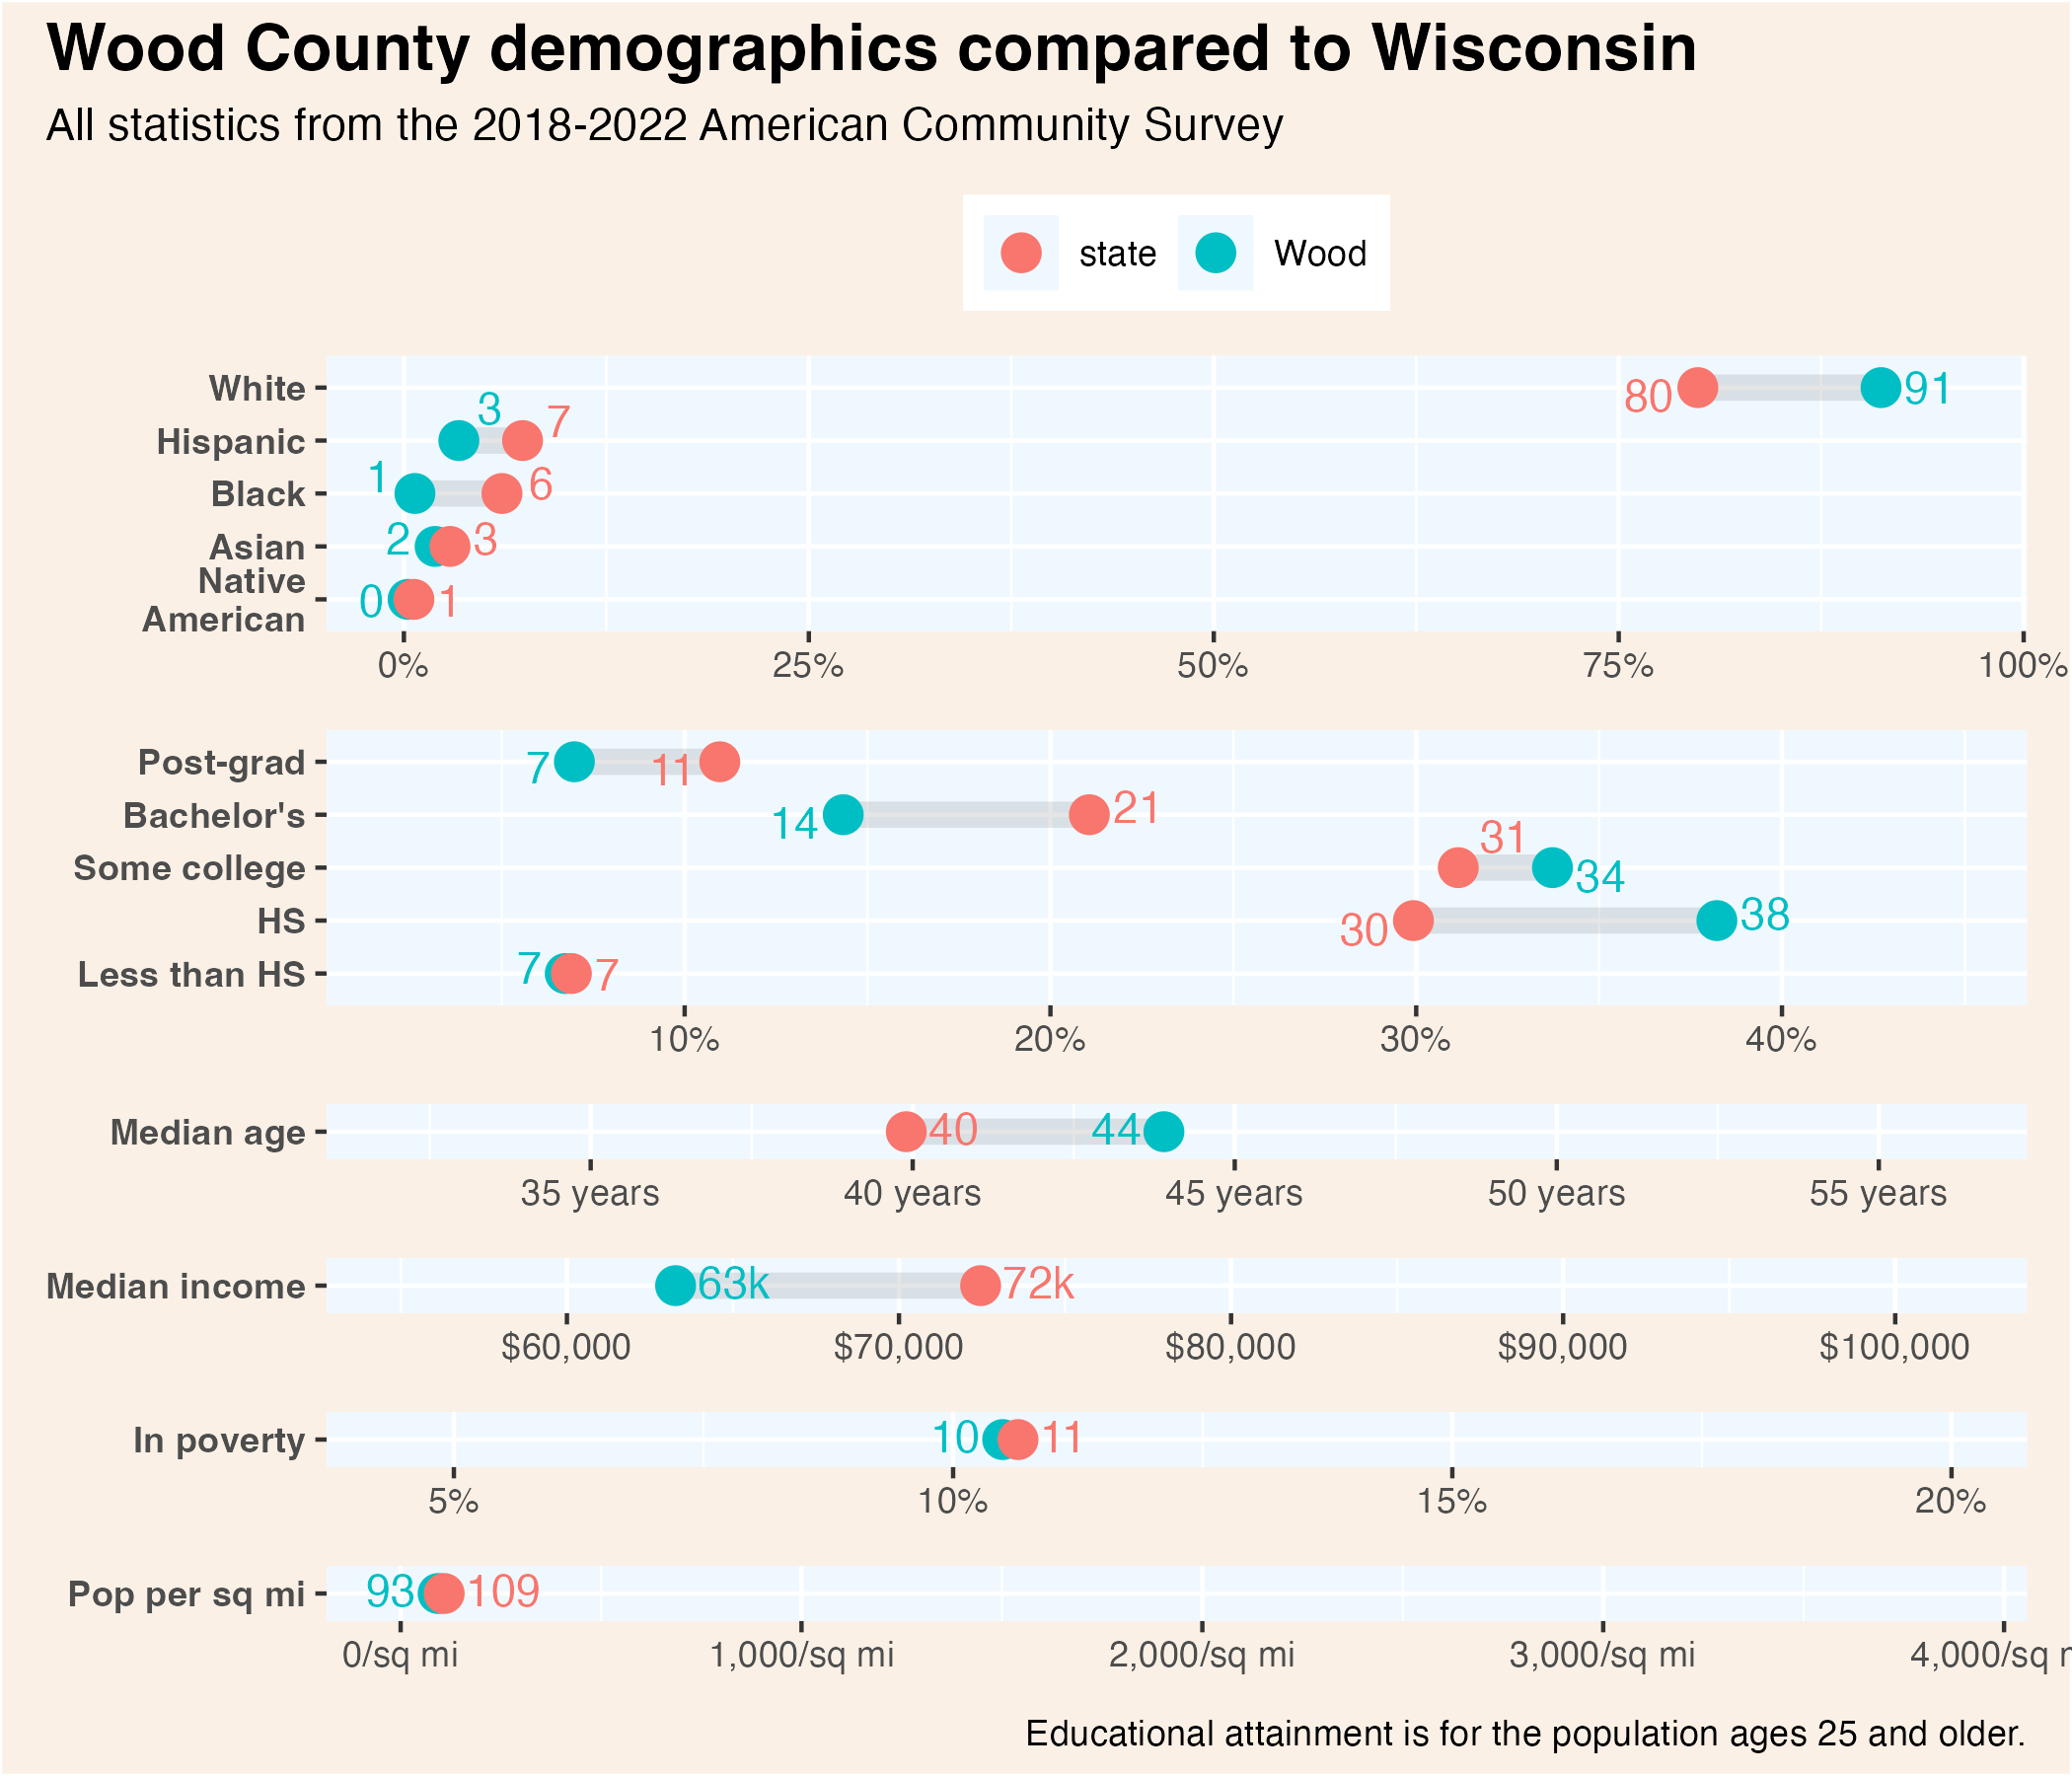 Wood County demographics compared to Wisconsin
All statistics from the 2018-2022 American Community Survey
state Wood
White 80 91
Hispanic 3 7
Black 1 6
Asian 2 3
Native
American
0 1
0% 25% 50% 75% 100%
Post-grad 7 11
Bachelor's 14 21
Some college 31 34
HS 30 38
Less than HS 7 7
10% 20% 30% 40%
Median age 40 44
35 years 40 years 45 years 50 years 55 years
Median income 63k 72k
$60,000 $70,000 $80,000 $90,000 $100,000
In poverty 10 11
5% 10% 15% 20%
Pop per sq mi 93 109
0/sq mi 1,000/sq mi 2,000/sq mi 3,000/sq mi 4,000/sq
Educational attainment is for the population ages 25 and older.